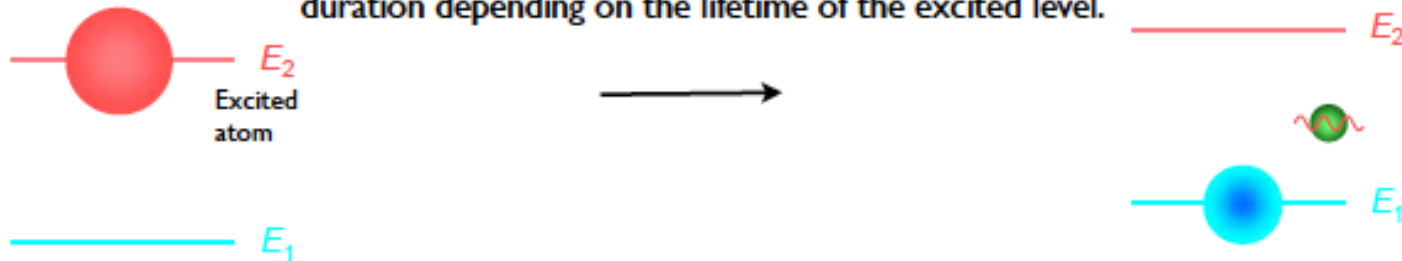 duration depending on the lifetime of the excited level.
E2
E2
Excited
atom
E1
E1